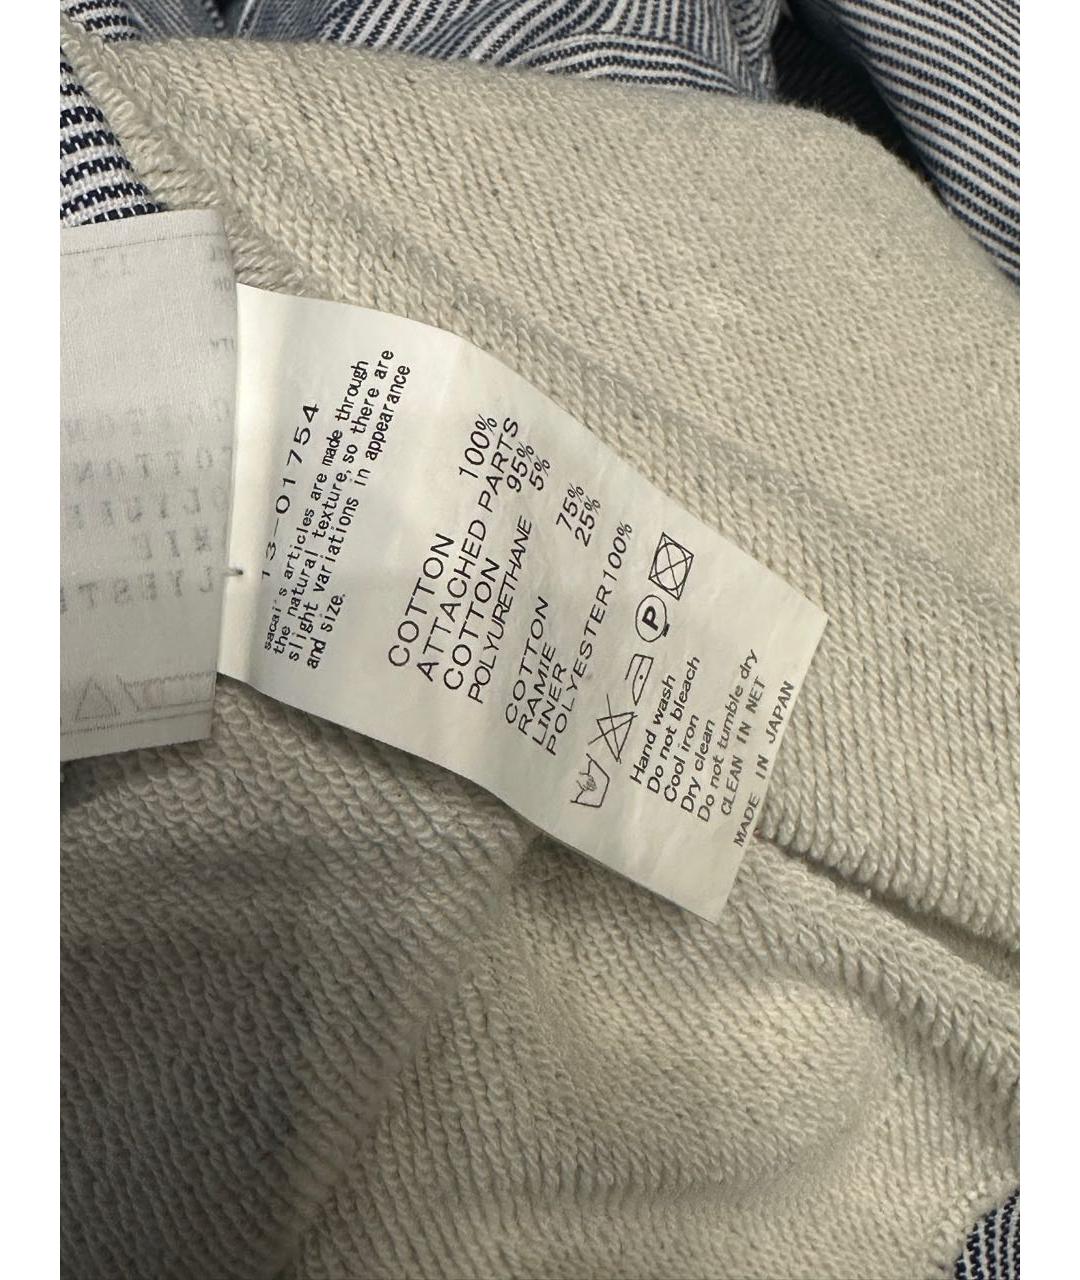 13-01754
sacai's articles are made through
the natural texture,so there are
slight variations in appearance
and size.
COTTON 100%
ATTACHED PARTS
COTTON 95%
POLYURETHANE 5%
COTTON 75%
RAMIE 25%
LINER
POLYESTER100%
P
Hand wash
Do not bleach
Cool iron
Dry clean
Do not tumble dry
CLEAN IN NET
MADE IN JAPAN